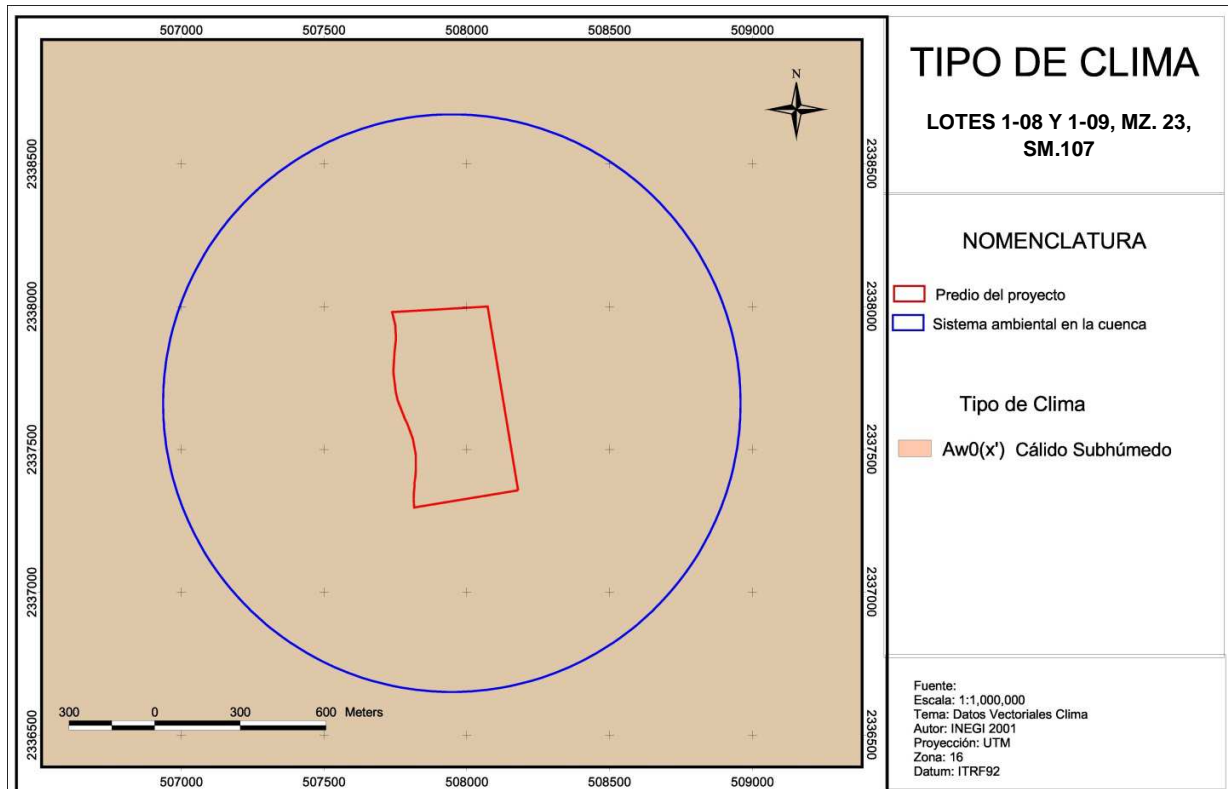 507000 507500 508000 508500 509000
TIPO DE CLIMA
LOTES 1-08 Y 1-09, MZ. 23,
SM.107
N
2338500 2338500
2338000 2338000
2337500 2337500
2337000 2337000
2336500 2336500
NOMENCLATURA
Predio del proyecto
Sistema ambiental en la cuenca
Tipo de Clima
Aw0(x') Cálido Subhúmedo
300 0 300 600 Meters
507000 507500 508000 508500 509000
Fuente:
Escala: 1:1,000,000
Tema: Datos Vectoriales Clima
Autor: INEGI 2001
Proyección: UTM
Zona: 16
Datum: ITRF92